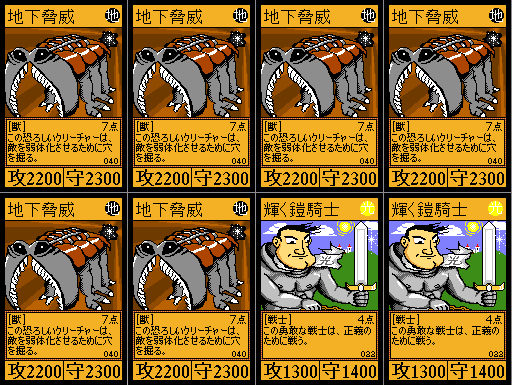 地下脅威 地
[獣] 7点
この恐ろしいクリーチャーは、
敵を弱体化させるために穴
を掘る。 040
攻2200 守2300
地下脅威 地
[獣] 7点
この恐ろしいクリーチャーは、
敵を弱体化させるために穴
を掘る。 040
攻2200 守2300
地下脅威 地
[獣] 7点
この恐ろしいクリーチャーは、
敵を弱体化させるために穴
を掘る。 040
攻2200 守2300
地下脅威 地
[獣] 7点
この恐ろしいクリーチャーは、
敵を弱体化させるために穴
を掘る。 040
攻2200 守2300
地下脅威 地
[獣] 7点
この恐ろしいクリーチャーは、
敵を弱体化させるために穴
を掘る。 040
攻2200 守2300
地下脅威 地
[獣] 7点
この恐ろしいクリーチャーは、
敵を弱体化させるために穴
を掘る。 040
攻2200 守2300
輝く鎧騎士
光
[戦士] 4点
この勇敢な戦士は、正義の
ために戦う。
022
攻1300 守1400
輝く鎧騎士
光
[戦士] 4点
この勇敢な戦士は、正義の
ために戦う。
022
攻1300 守1400